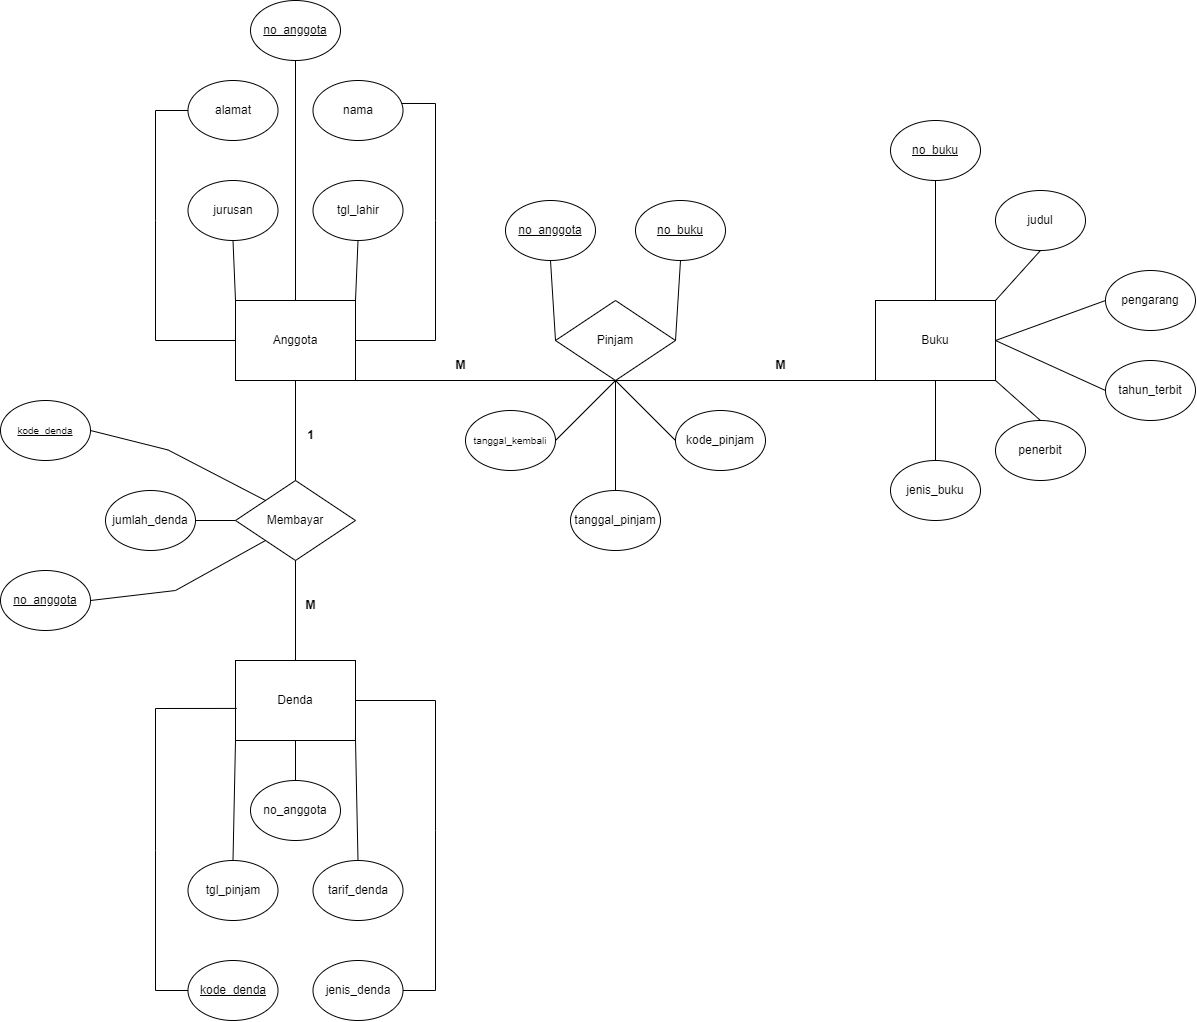 no_anggota
alamat
nama
jurusan
tgl_lahir
Anggota
no_anggota
no_buku
Pinjam
M
M
tanggal_kembali
kode_pinjam
tanggal_pinjam
no_buku
judul
pengarang
Buku
tahun_terbit
penerbit
jenis_buku
1
kode_denda
jumlah_denda
Membayar
no_anggota
M
Denda
no_anggota
tgl_pinjam
tarif_denda
kode_denda
jenis_denda